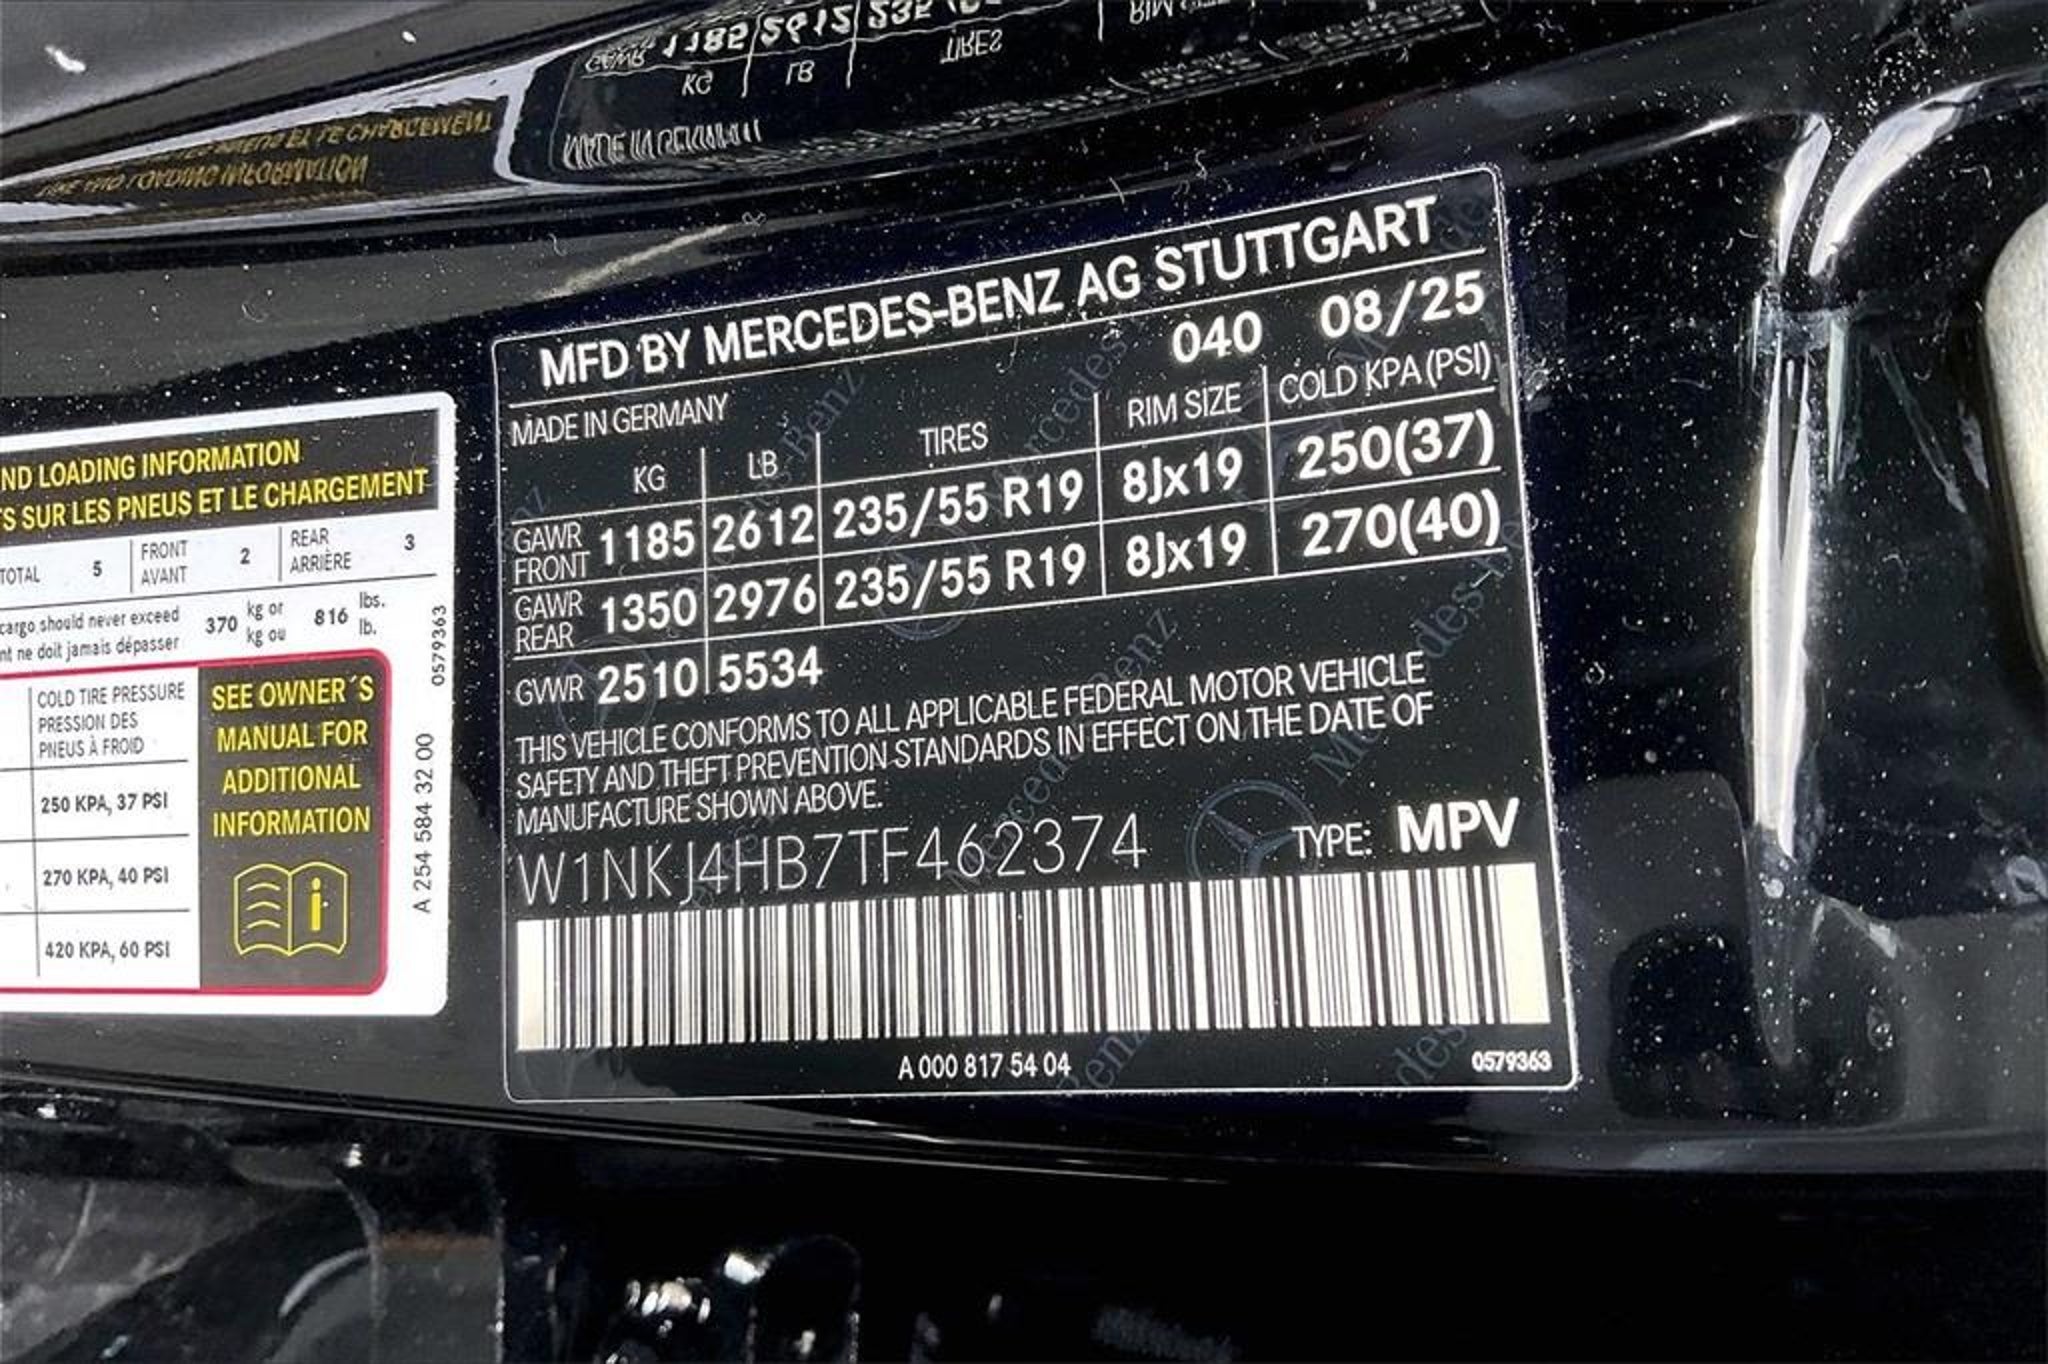 ND LOADING INFORMATION
S SUR LES PNEUS ET LE CHARGEMENT
TOTAL 5 FRONT AVANT 2 REAR ARRIÈRE 3
cargo should never exceed 370 kg or 816 lbs.
nt ne doit jamais dépasser kg ou lb.
COLD TIRE PRESSURE
PRESSION DES
PNEUS À FROID
250 KPA, 37 PSI
270 KPA, 40 PSI
420 KPA, 60 PSI
SEE OWNER´S
MANUAL FOR
ADDITIONAL
INFORMATION
0579363
A 254 584 32 00
MFD BY MERCEDES-BENZ AG STUTTGART
040 08/25
MADE IN GERMANY
KG LB TIRES RIM SIZE COLD KPA (PSI)
GAWR FRONT 1185 2612 235/55 R19 8Jx19 250(37)
GAWR REAR 1350 2976 235/55 R19 8Jx19 270(40)
GVWR 2510 5534
THIS VEHICLE CONFORMS TO ALL APPLICABLE FEDERAL MOTOR VEHICLE
SAFETY AND THEFT PREVENTION STANDARDS IN EFFECT ON THE DATE OF
MANUFACTURE SHOWN ABOVE.
W1NKJ4HB7TF462374 TYPE: MPV
A 000 817 54 04 0579363